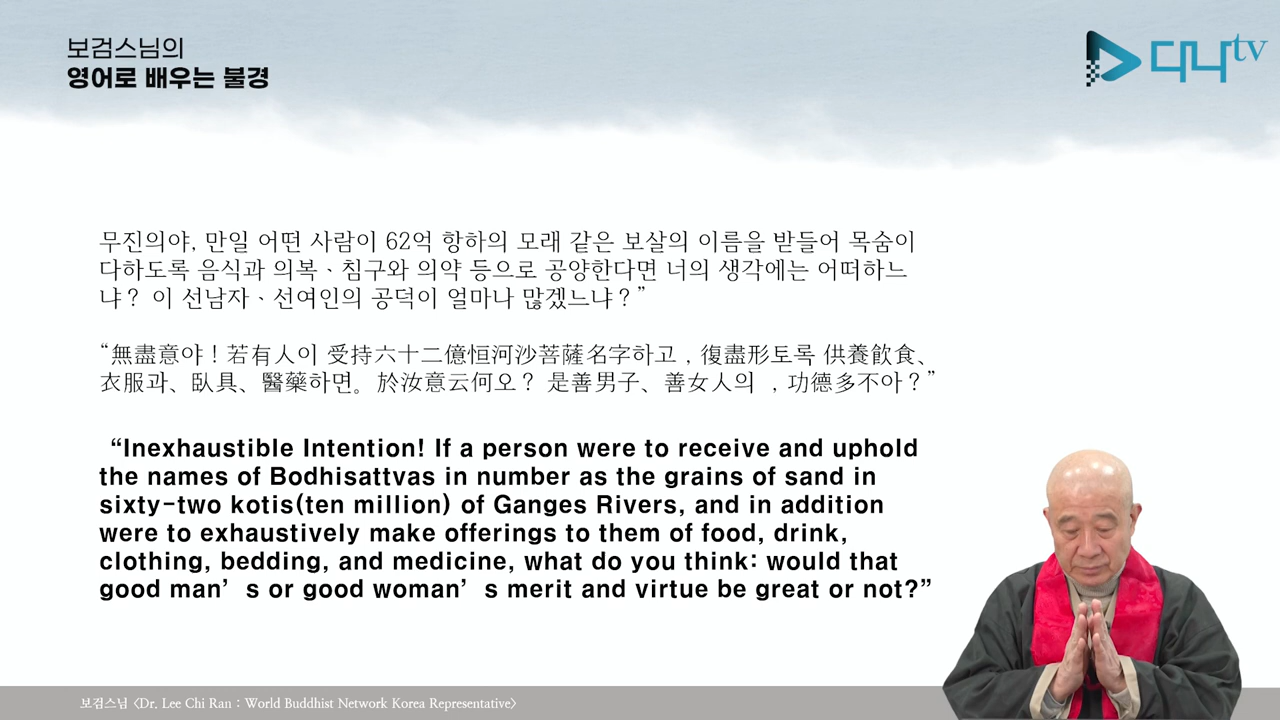 보검스님의
영어로 배우는 불경
디나tv
무진의야, 만일 어떤 사람이 62억 항하의 모래 같은 보살의 이름을 받들어 목숨이
다하도록 음식과 의복、침구와 의약 등으로 공양한다면 너의 생각에는 어떠하느
냐? 이 선남자、선여인의 공덕이 얼마나 많겠느냐?”
“無盡意야！若有人이 受持六十二億恒河沙菩薩名字하고，復盡形토록 供養飮食、
衣服과、臥具、醫藥하면。於汝意云何오？ 是善男子、善女人의 ，功德多不아？”
“Inexhaustible Intention! If a person were to receive and uphold
the names of Bodhisattvas in number as the grains of sand in
sixty-two kotis(ten million) of Ganges Rivers, and in addition
were to exhaustively make offerings to them of food, drink,
clothing, bedding, and medicine, what do you think: would that
good man’s or good woman’s merit and virtue be great or not?”
보검스님 <Dr. Lee Chi Ran : World Buddhist Network Korea Representative>